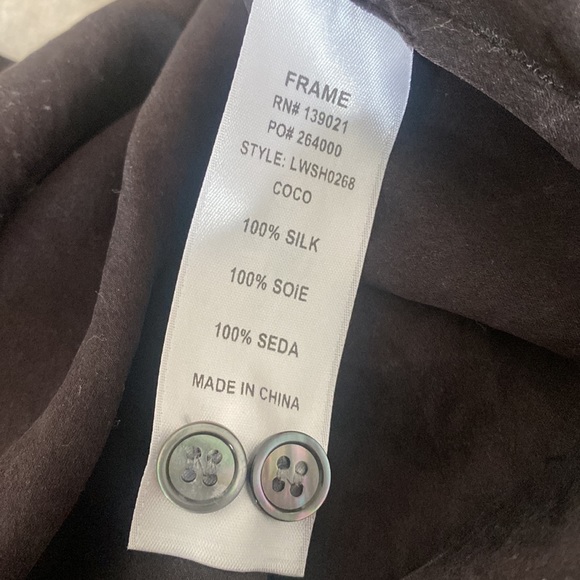 FRAME
RN# 139021
PO# 264000
STYLE: LWSH0268
COCO
100% SILK
100% SOiE
100% SEDA
MADE IN CHINA